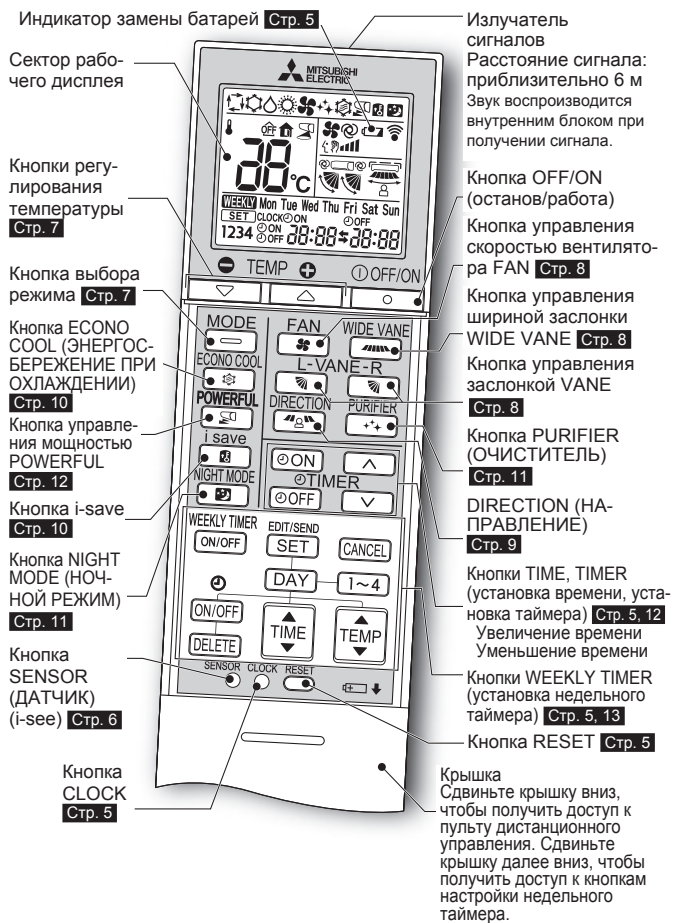 Индикатор замены батарей Стр. 5
Сектор рабо-
чего дисплея
Кнопки регу-
лирования
температуры
Стр. 7
Кнопка выбора
режима Стр. 7
Кнопка ECONO
COOL (ЭНЕРГОС-
БЕРЕЖЕНИЕ ПРИ
ОХЛАЖДЕНИИ)
Стр. 10
Кнопка управле-
ния мощностью
POWERFUL
Стр. 12
Кнопка i-save
Стр. 10
Кнопка NIGHT
MODE (НОЧ-
НОЙ РЕЖИМ)
Стр. 11
Кнопка
SENSOR
(ДАТЧИК)
(i-see) Стр. 6
Кнопка
CLOCK
Стр. 5
MITSUBISHI
ELECTRIC
88°C
WEEKLY Mon Tue Wed Thu Fri Sat Sun
SET CLOCK ON OFF
1234 ON OFF 88:88 88:88
TEMP OFF/ON
MODE FAN WIDE VANE
ECONO COOL L-VANE-R
POWERFUL DIRECTION PURIFIER
i save
ON
TIMER
NIGHT MODE
OFF
WEEKLY TIMER EDIT/SEND
ON/OFF SET CANCEL
DAY 1~4
ON/OFF
TIME TEMP
DELETE
SENSOR CLOCK RESET
Излучатель
сигналов
Расстояние сигнала:
приблизительно 6 м
Звук воспроизводится
внутренним блоком при
получении сигнала.
Кнопка OFF/ON
(останов/работа)
Кнопка управления
скоростью вентилято-
ра FAN Стр. 8
Кнопка управления
шириной заслонки
WIDE VANE Стр. 8
Кнопка управления
заслонкой VANE
Стр. 8
Кнопка PURIFIER
(ОЧИСТИТЕЛЬ)
Стр. 11
DIRECTION (НА-
ПРАВЛЕНИЕ)
Стр. 9
Кнопки TIME, TIMER
(установка времени, уста-
новка таймера) Стр. 5, 12
Увеличение времени
Уменьшение времени
Кнопки WEEKLY TIMER
(установка недельного
таймера) Стр. 5, 13
Кнопка RESET Стр. 5
Крышка
Сдвиньте крышку вниз,
чтобы получить доступ к
пульту дистанционного
управления. Сдвиньте
крышку далее вниз, чтобы
получить доступ к кнопкам
настройки недельного
таймера.